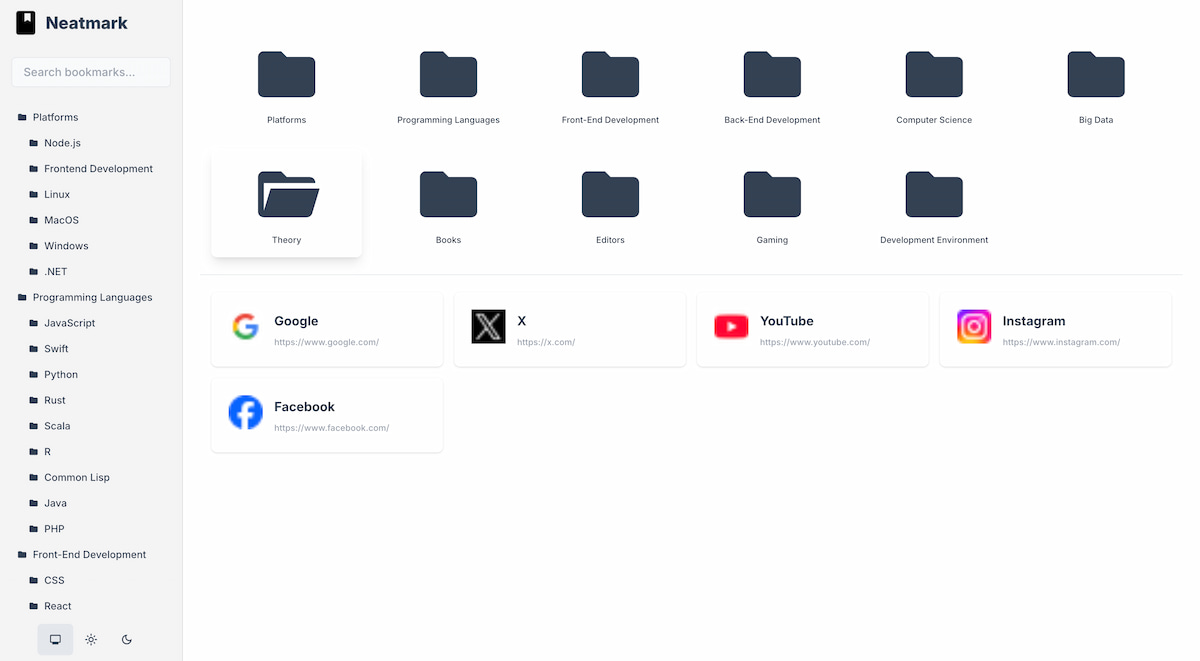 Neatmark
Search bookmarks...
Platforms
Node.js
Frontend Development
Linux
MacOS
Windows
.NET
Programming Languages
JavaScript
Swift
Python
Rust
Scala
R
Common Lisp
Java
PHP
Front-End Development
CSS
React
Platforms
Programming Languages
Front-End Development
Back-End Development
Computer Science
Big Data
Theory
Books
Editors
Gaming
Development Environment
Google
https://www.google.com/
X
https://x.com/
YouTube
https://www.youtube.com/
Instagram
https://www.instagram.com/
Facebook
https://www.facebook.com/